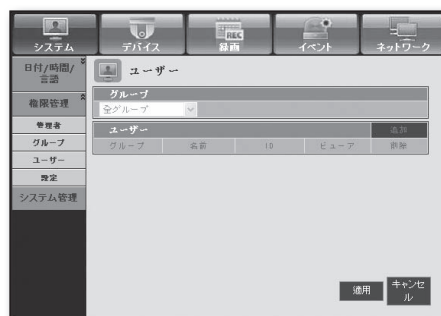 REC
システム
デバイス
録画
イベント
ネットワーク
日付/時間/
言語
権限管理
管理者
グループ
ユーザー
設定
システム管理
ユーザー
グループ
全グループ
ユーザー
追加
グループ
名前
ID
ビューア
削除
適用
キャンセ
ル